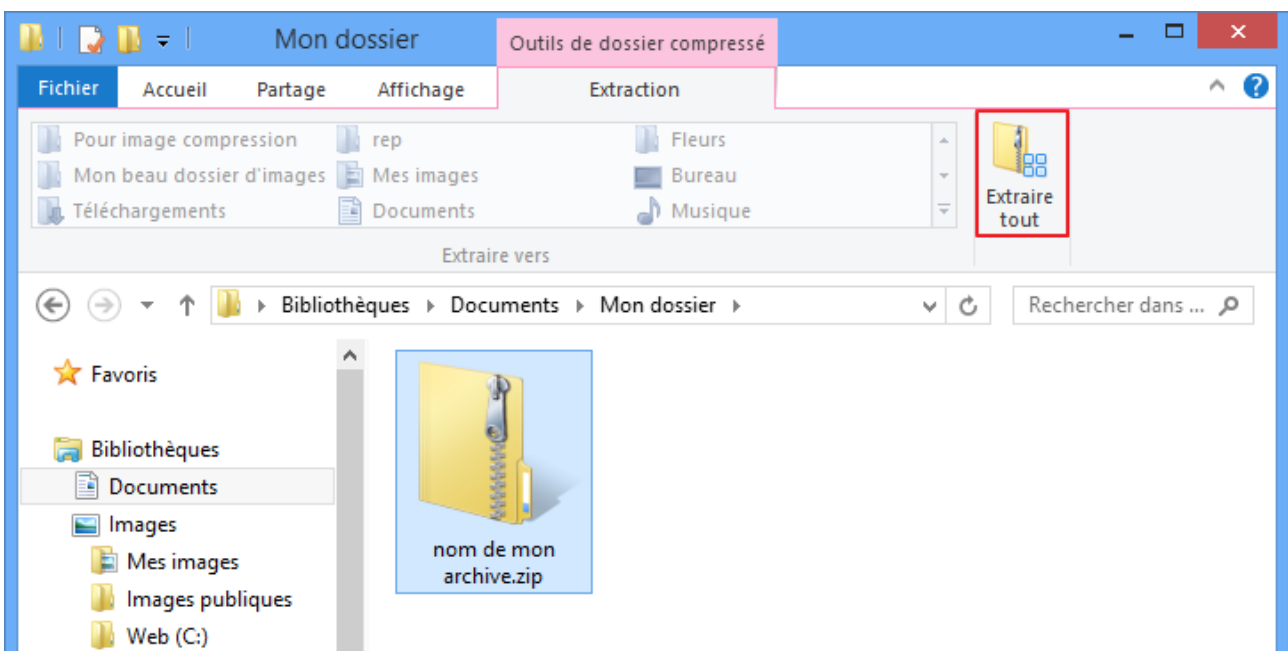 Mon dossier
Outils de dossier compressé
Fichier
Accueil
Partage
Affichage
Extraction
Pour image compression
rep
Fleurs
Mon beau dossier d'images
Mes images
Bureau
Téléchargements
Documents
Musique
Extraire
tout
Extraire vers
Bibliothèques
Documents
Mon dossier
Rechercher dans ...
Favoris
Bibliothèques
Documents
Images
Mes images
Images publiques
Web (C:)
nom de mon
archive.zip